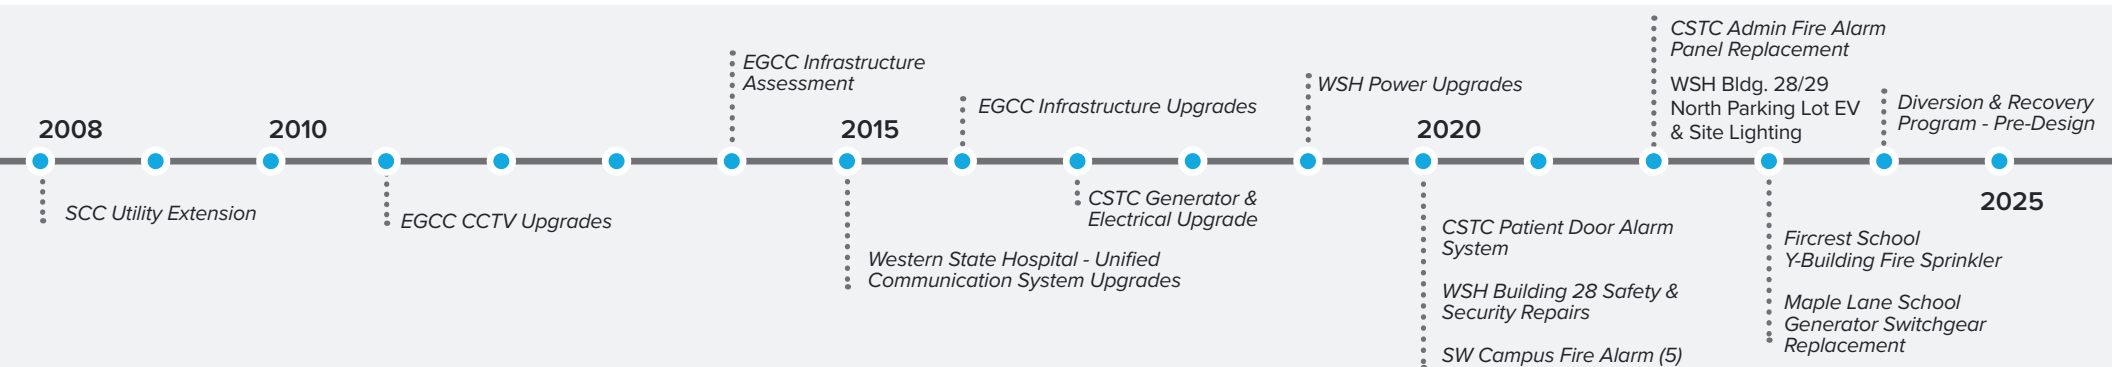 2008
SCC Utility Extension
2010
EGCC CCTV Upgrades
EGCC Infrastructure
Assessment
2015
Western State Hospital - Unified
Communication System Upgrades
EGCC Infrastructure Upgrades
CSTC Generator &
Electrical Upgrade
WSH Power Upgrades
2020
CSTC Patient Door Alarm
System
WSH Building 28 Safety &
Security Repairs
SW Campus Fire Alarm (5)
CSTC Admin Fire Alarm
Panel Replacement
WSH Bldg. 28/29
North Parking Lot EV
& Site Lighting
Fircrest School
Y-Building Fire Sprinkler
Maple Lane School
Generator Switchgear
Replacement
Diversion & Recovery
Program - Pre-Design
2025